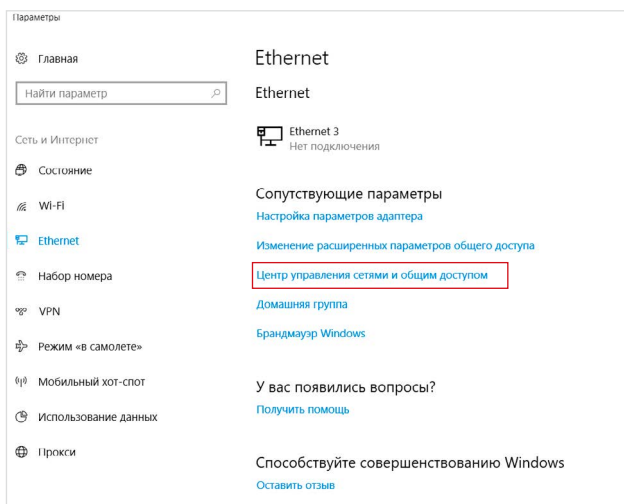 Параметры
Главная
Найти параметр
Сеть и Интернет
Состояние
Wi-Fi
Ethernet
Набор номера
VPN
Режим «в самолете»
Мобильный хот-спот
Использование данных
Прокси
Ethernet
Ethernet
Ethernet 3
Нет подключения
Сопутствующие параметры
Настройка параметров адаптера
Изменение расширенных параметров общего доступа
Центр управления сетями и общим доступом
Домашняя группа
Брандмауэр Windows
У вас появились вопросы?
Получить помощь
Способствуйте совершенствованию Windows
Оставить отзыв